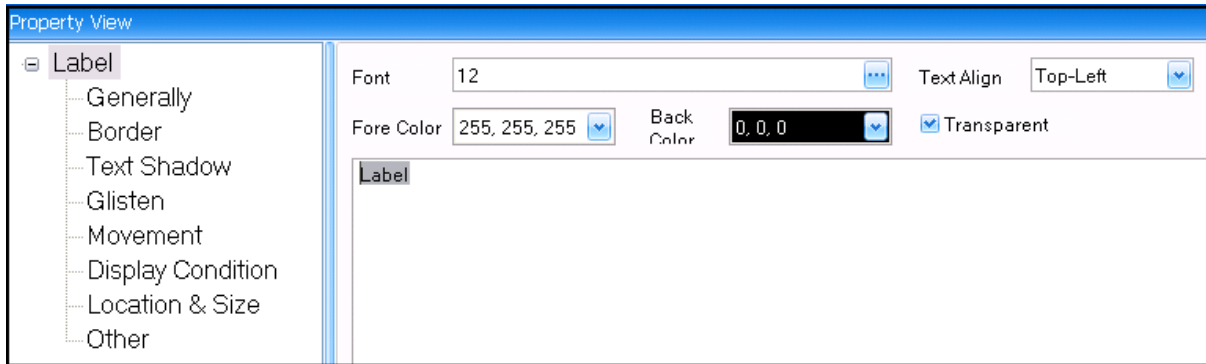 Property View
Label
Generally
Border
Text Shadow
Glisten
Movement
Display Condition
Location & Size
Other
Font 12 Text Align Top-Left
Fore Color 255, 255, 255 Back Color 0, 0, 0 Transparent
Label